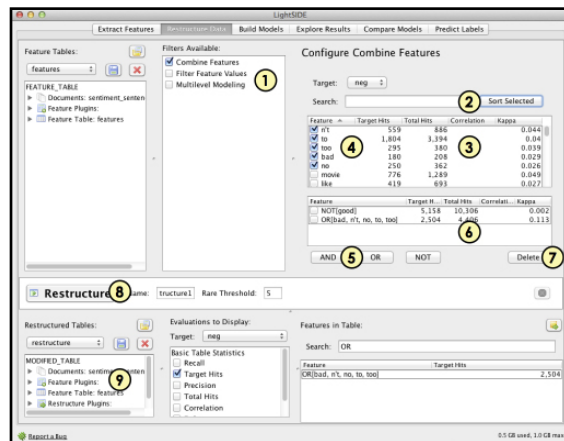 LightSIDE
Extract Features Restructure Data Build Models Explore Results Compare Models Predict Labels
Feature Tables:
features
FEATURE_TABLE
Documents: sentiment_senten
Feature Plugins:
Feature Table: features
Filters Available:
Combine Features
Filter Feature Values
Multilevel Modeling
1
Configure Combine Features
Target: neg
Search: 2 Sort Selected
Feature Target Hits Total Hits Correlation Kappa
n't 559 886 0.044
to 1,804 3,394 0.04
too 295 380 0.039
bad 180 208 0.029
no 250 362 0.026
movie 776 1,289 0.049
like 419 693 0.027
4
3
Feature Target H... Total Hits Correlati... Kappa
NOT[good] 5,158 10,306 0.002
OR[bad, n't, no, to, too] 2,504 4,406 0.113
6
AND 5 OR NOT Delete 7
Restructure 8 Name: tructure1 Rare Threshold: 5
Restructured Tables:
restructure
MODIFIED_TABLE
Documents: sentiment_senten
Feature Plugins:
Feature Table: features
Restructure Plugins:
9
Evaluations to Display:
Target: neg
Basic Table Statistics
Recall
Target Hits
Precision
Total Hits
Correlation
Features in Table:
Search: OR
Feature Target Hits
OR[bad, n't, no, to, too] 2,504
Report a Bug
0.5 GB used, 1.0 GB max